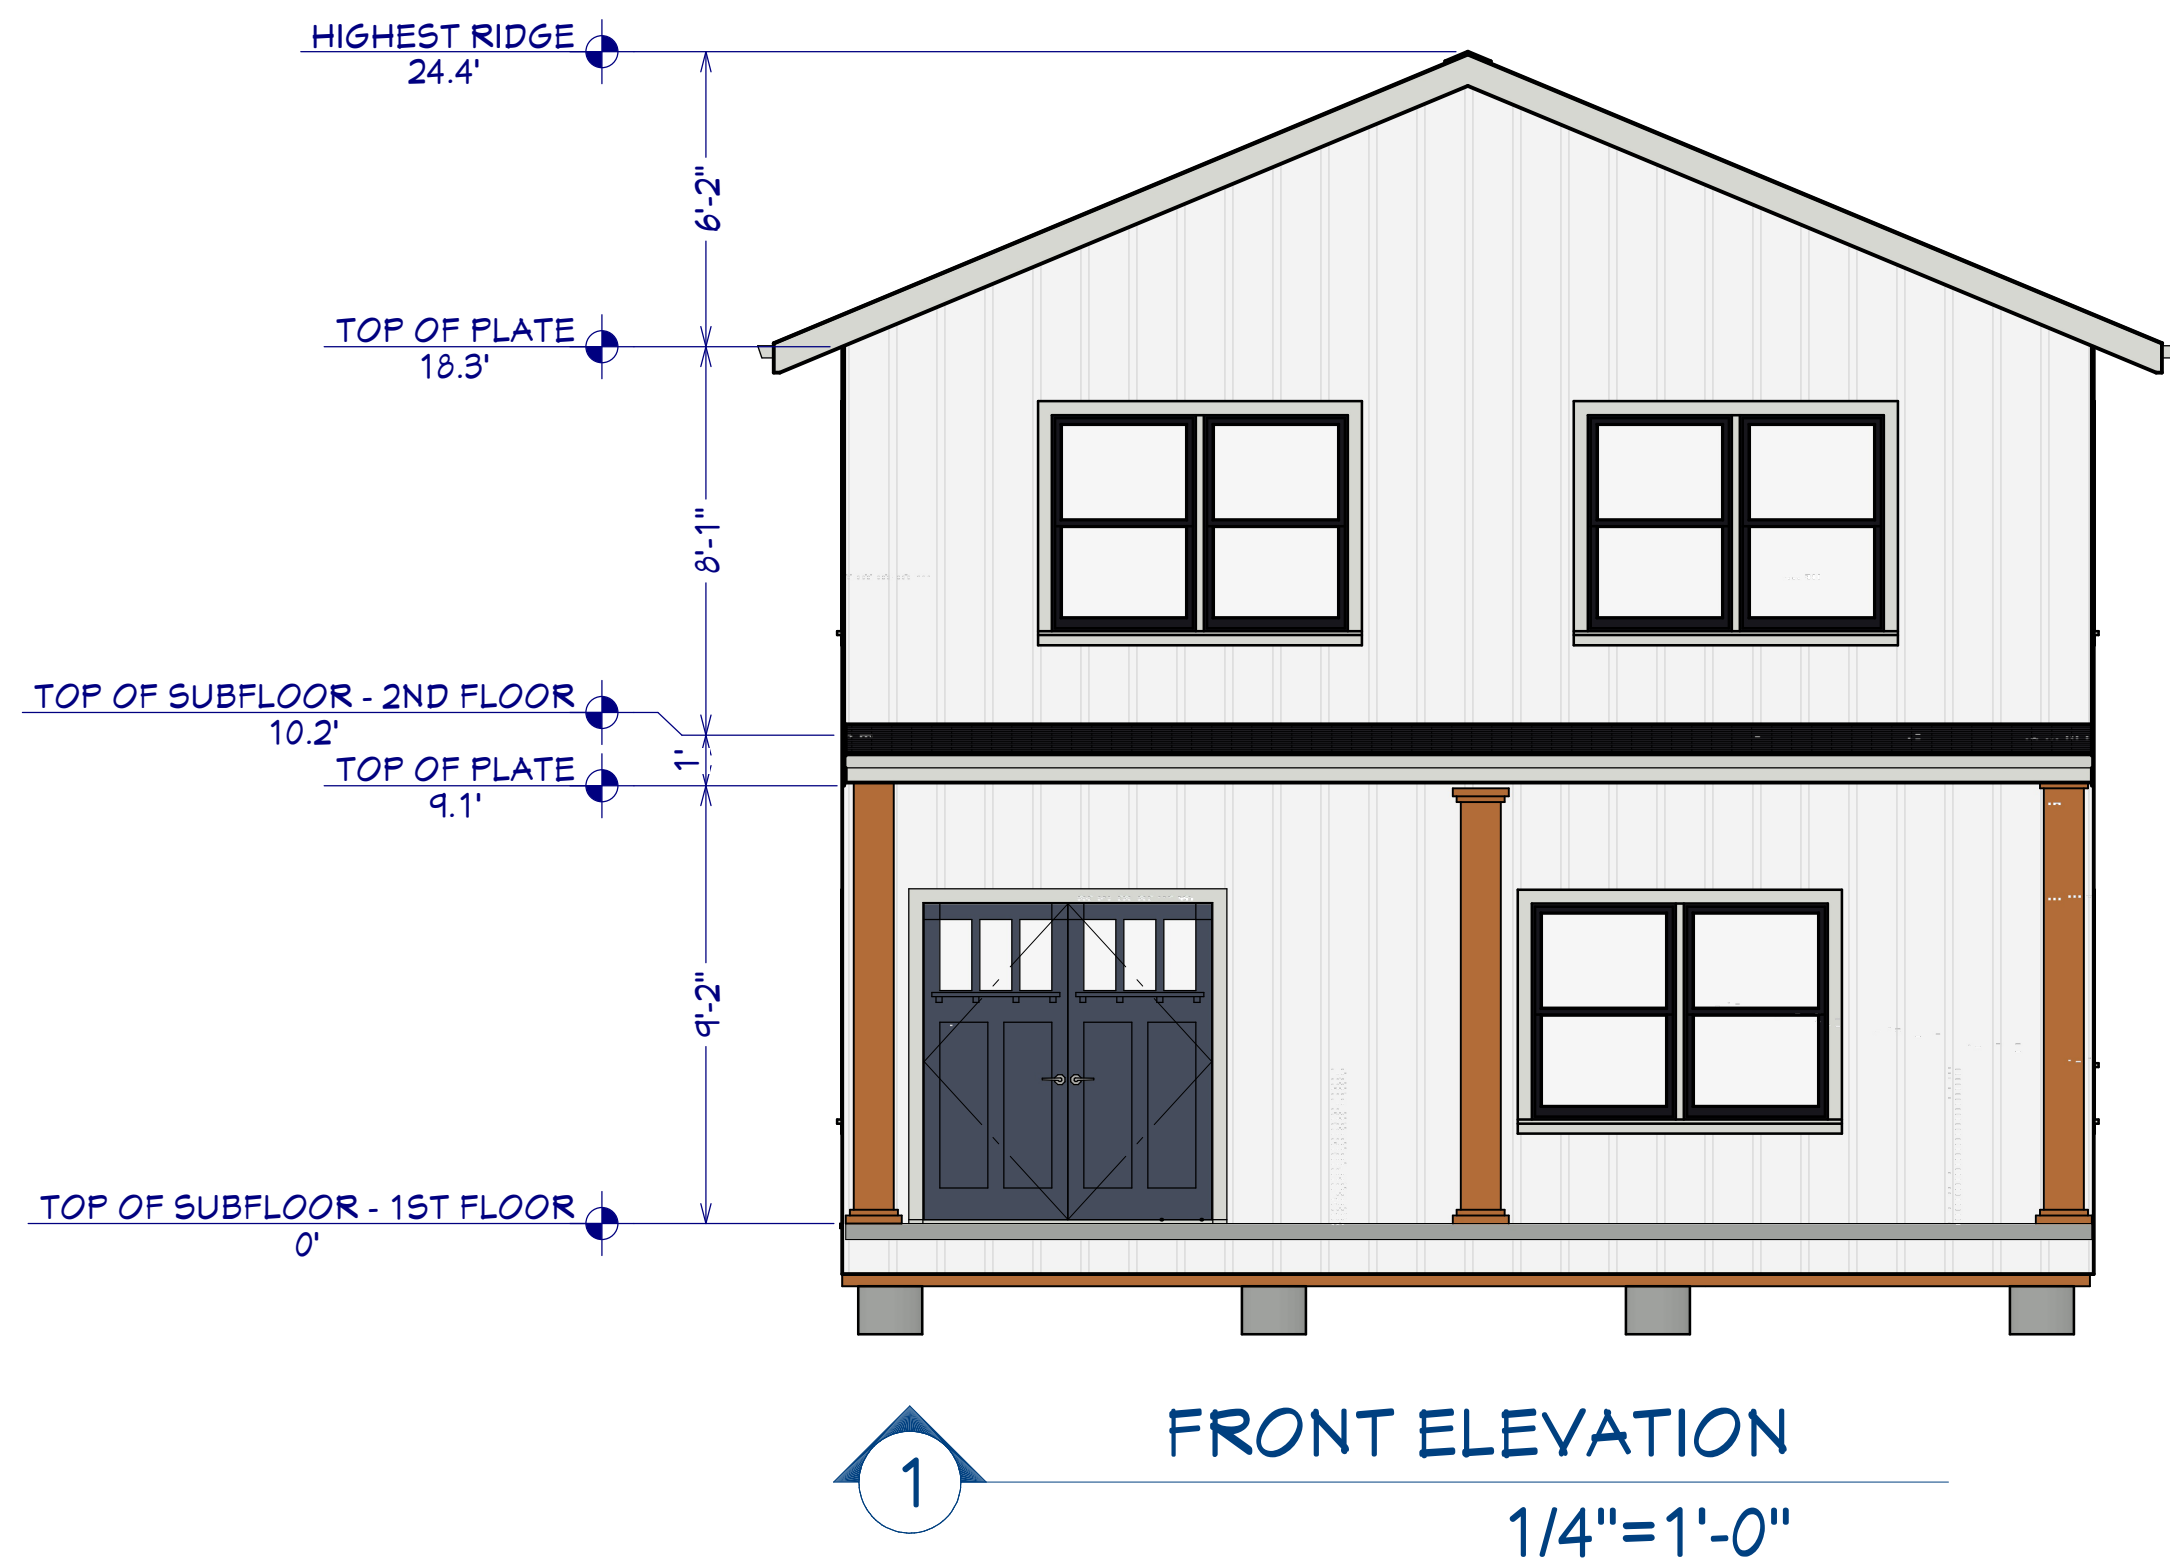 HIGHEST RIDGE
24.4'
6'-2"
TOP OF PLATE
18.3'
8'-1"
TOP OF SUBFLOOR - 2ND FLOOR
10.2'
1'
TOP OF PLATE
9.1'
9'-2"
TOP OF SUBFLOOR - 1ST FLOOR
0'
1
FRONT ELEVATION
1/4"=1'-0"